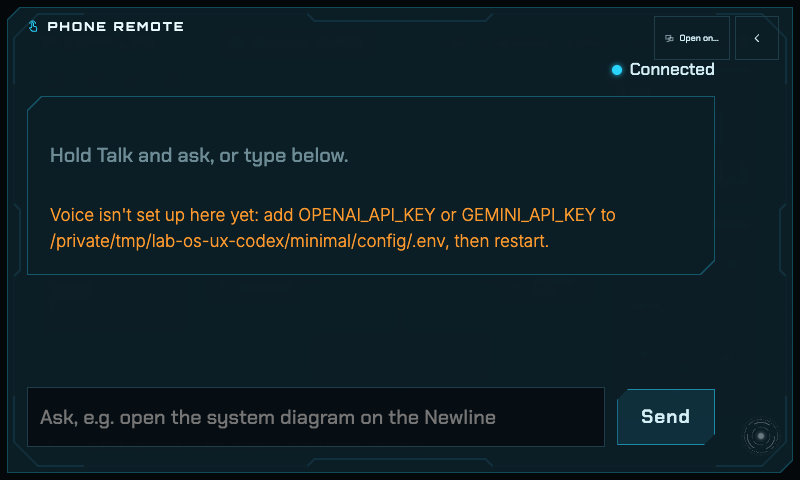 PHONE REMOTE
Open on...
Connected
Hold Talk and ask, or type below.
Voice isn't set up here yet: add OPENAI_API_KEY or GEMINI_API_KEY to
/private/tmp/lab-os-ux-codex/minimal/config/.env, then restart.
Ask, e.g. open the system diagram on the Newline
Send